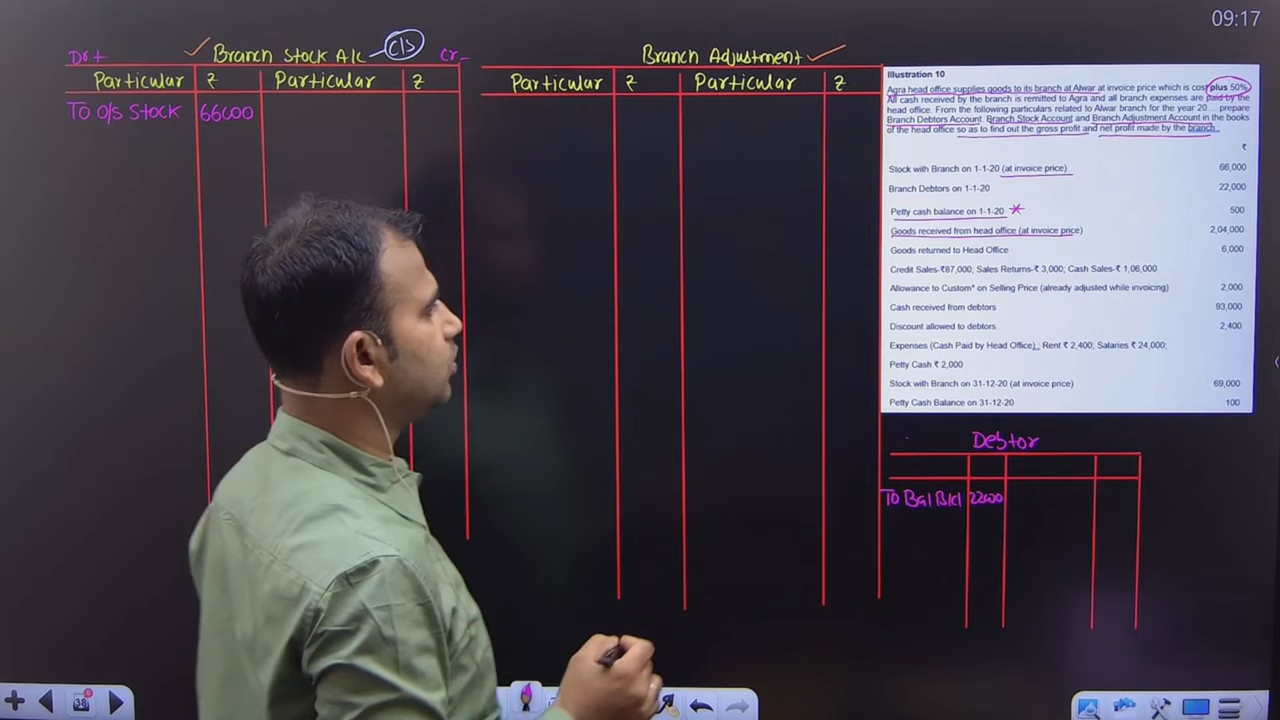 09:17
Dr + Branch Stock A/c C/S Cr -
Particular ₹ Particular ₹
To O/s Stock 66000
Branch Adjustment
Particular ₹ Particular ₹
Illustration 10
Agra head office supplies goods to its branch at Alwar at invoice price which is cost plus 50%.
All cash received by the branch is remitted to Agra and all branch expenses are paid by the
head office. From the following particulars related to Alwar branch for the year 20... prepare
Branch Debtors Account, Branch Stock Account and Branch Adjustment Account in the books
of the head office so as to find out the gross profit and net profit made by the branch.
₹
Stock with Branch on 1-1-20 (at invoice price) 66,000
Branch Debtors on 1-1-20 22,000
Petty cash balance on 1-1-20 500
Goods received from head office (at invoice price) 2,04,000
Goods returned to Head Office 6,000
Credit Sales-₹87,000; Sales Returns-₹ 3,000; Cash Sales-₹ 1,06,000
Allowance to Custom* on Selling Price (already adjusted while invoicing) 2,000
Cash received from debtors 93,000
Discount allowed to debtors 2,400
Expenses (Cash Paid by Head Office) : Rent ₹ 2,400; Salaries ₹ 24,000;
Petty Cash ₹ 2,000
Stock with Branch on 31-12-20 (at invoice price) 69,000
Petty Cash Balance on 31-12-20 100
Debtor
To Bal B/d 22000
38
0